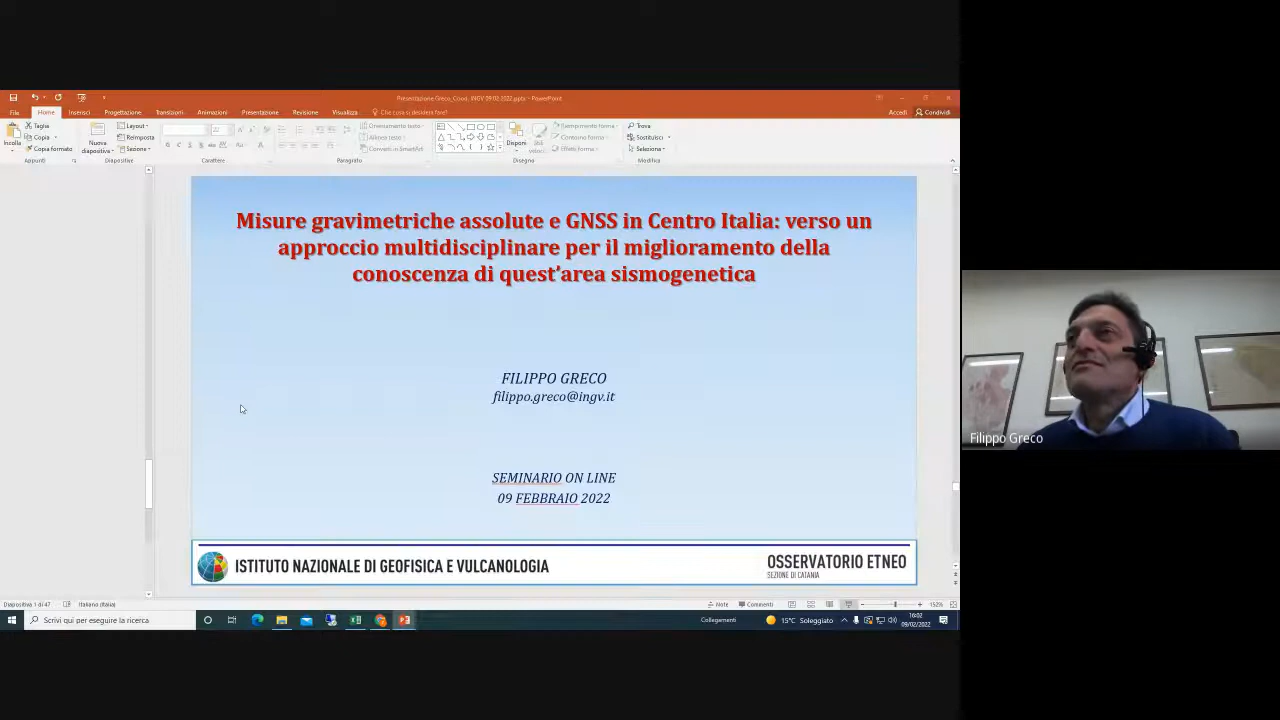 Presentazione Greco_Coord. INGV 09 02 2022.pptx - PowerPoint
File Home Inserisci Progettazione Transizioni Animazioni Presentazione Revisione Visualizza Che cosa si desidera fare? Accedi Condividi
Incolla
Taglia
Copia
Copia formato
Appunti
Nuova
diapositiva
Layout
Reimposta
Sezione
Diapositive
Carattere
Orientamento testo
Allinea testo
Converti in SmartArt
Paragrafo
Disponi
Stili
veloci
Riempimento forma
Contorno forma
Effetti forma
Disegno
Trova
Sostituisci
Seleziona
Modifica
Misure gravimetriche assolute e GNSS in Centro Italia: verso un
approccio multidisciplinare per il miglioramento della
conoscenza di quest'area sismogenetica
FILIPPO GRECO
filippo.greco@ingv.it
SEMINARIO ON LINE
09 FEBBRAIO 2022
ISTITUTO NAZIONALE DI GEOFISICA E VULCANOLOGIA
OSSERVATORIO ETNEO
SEZIONE DI CATANIA
Filippo Greco
Diapositiva 1 di 47 Italiano (Italia) Note Commenti 152%
Scrivi qui per eseguire la ricerca
Collegamenti
15°C Soleggiato
16:02
09/02/2022